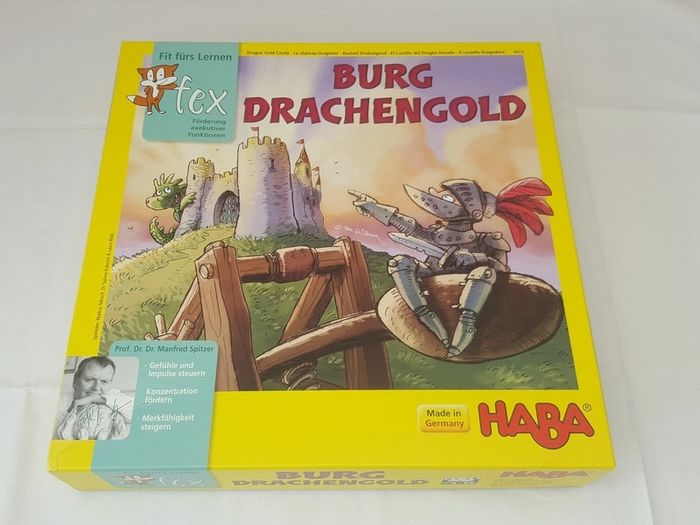 Fit fürs Lernen
fex
Förderung
exekutiver
Funktionen
Dragon Gold Castle · Le château Dragonor · Kasteel Drakengoud · El Castillo del Dragón Dorado · Il castello Dragodoro
BURG
DRACHENGOLD
Prof. Dr. Dr. Manfred Spitzer
· Gefühle und
Impulse steuern
· Konzentration
fördern
· Merkfähigkeit
steigern
Made in
Germany
HABA®
fex
BURG
DRACHENGOLD
HABA®